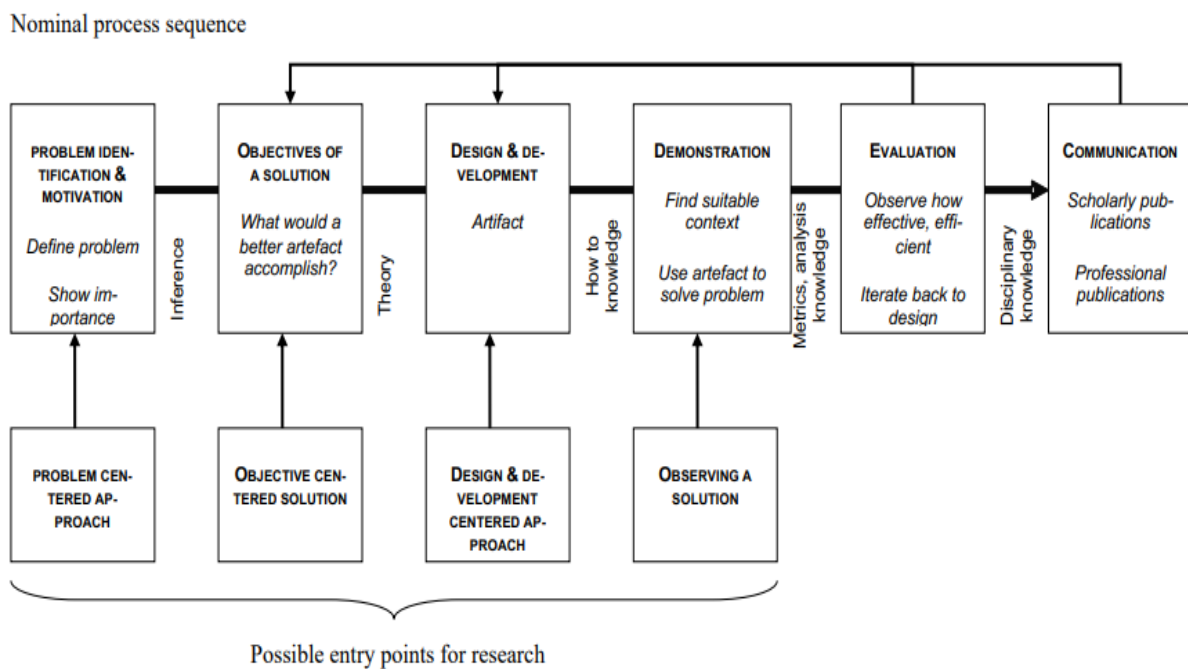 Nominal process sequence
PROBLEM IDEN-
TIFICATION &
MOTIVATION
Define problem
Show im-
portance
Inference
OBJECTIVES OF
A SOLUTION
What would a
better artefact
accomplish?
Theory
DESIGN & DE-
VELOPMENT
Artifact
How to
knowledge
DEMONSTRATION
Find suitable
context
Use artefact to
solve problem
Metrics, analysis
knowledge
EVALUATION
Observe how
effective, effi-
cient
Iterate back to
design
Disciplinary
knowledge
COMMUNICATION
Scholarly pub-
lications
Professional
publications
PROBLEM CEN-
TERED AP-
PROACH
OBJECTIVE CEN-
TERED SOLUTION
DESIGN & DE-
VELOPMENT
CENTERED AP-
PROACH
OBSERVING A
SOLUTION
Possible entry points for research